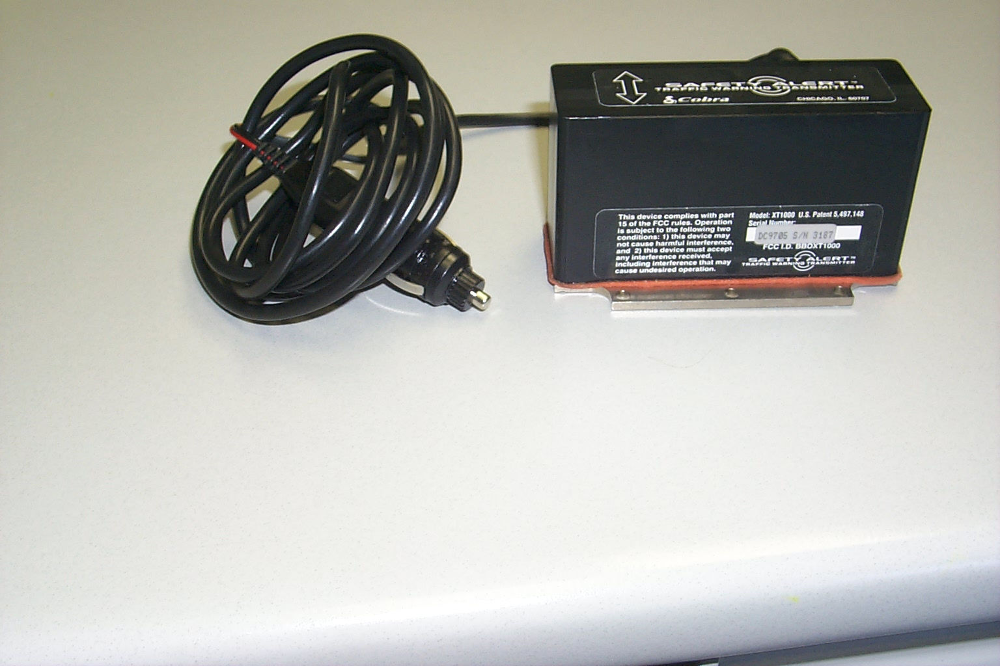 SAFETY ALERT™
TRAFFIC WARNING TRANSMITTER
Cobra
CHICAGO, IL 60707
This device complies with part
15 of the FCC rules. Operation
is subject to the following two
conditions: 1) this device may
not cause harmful interference,
and 2) this device must accept
any interference received,
including interference that may
cause undesired operation.
Model: XT1000 U.S. Patent 5,497,148
Serial Number:
DC9705 S/N 3187
FCC I.D. BBOXT1000
SAFETY ALERT™
TRAFFIC WARNING TRANSMITTER